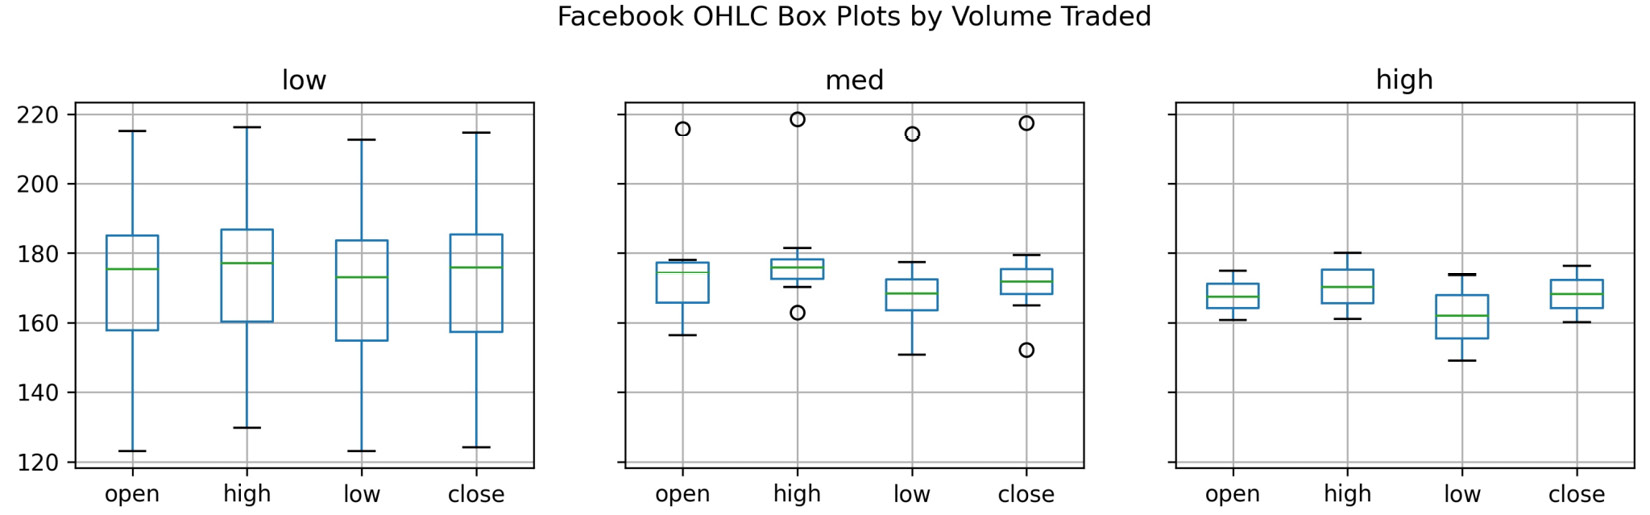 Facebook OHLC Box Plots by Volume Traded
low
med
high
220
200
180
160
140
120
open high low close
open high low close
open high low close